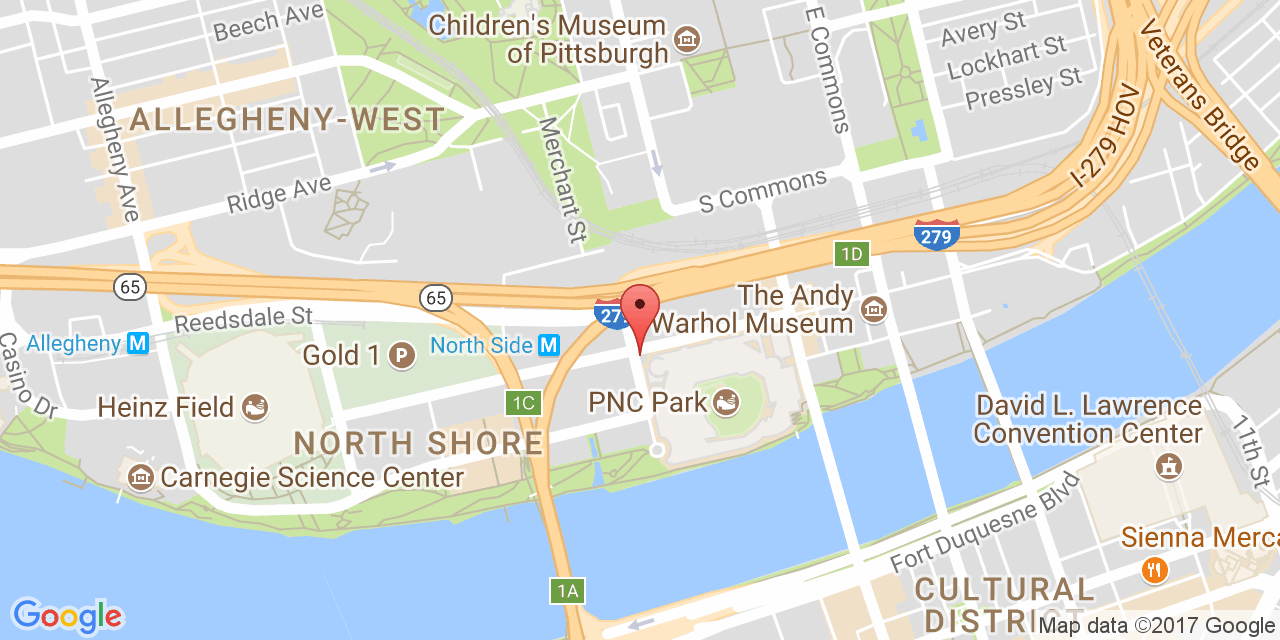 Beech Ave
Children's Museum
of Pittsburgh
E Commons
Avery St
Lockhart St
Pressley St
Veterans Bridge
I-279 HOV
Allegheny Ave
ALLEGHENY-WEST
Merchant St
Ridge Ave
S Commons
279
1D
65
65
The Andy
Warhol Museum
Reedsdale St
Allegheny M
North Side M
Casino Dr
Gold 1 P
Heinz Field
1C
PNC Park
NORTH SHORE
David L. Lawrence
Convention Center
11th St
Carnegie Science Center
Fort Duquesne Blvd
Sienna Merca
1A
CULTURAL
DISTRICT
Google
Map data ©2017 Google